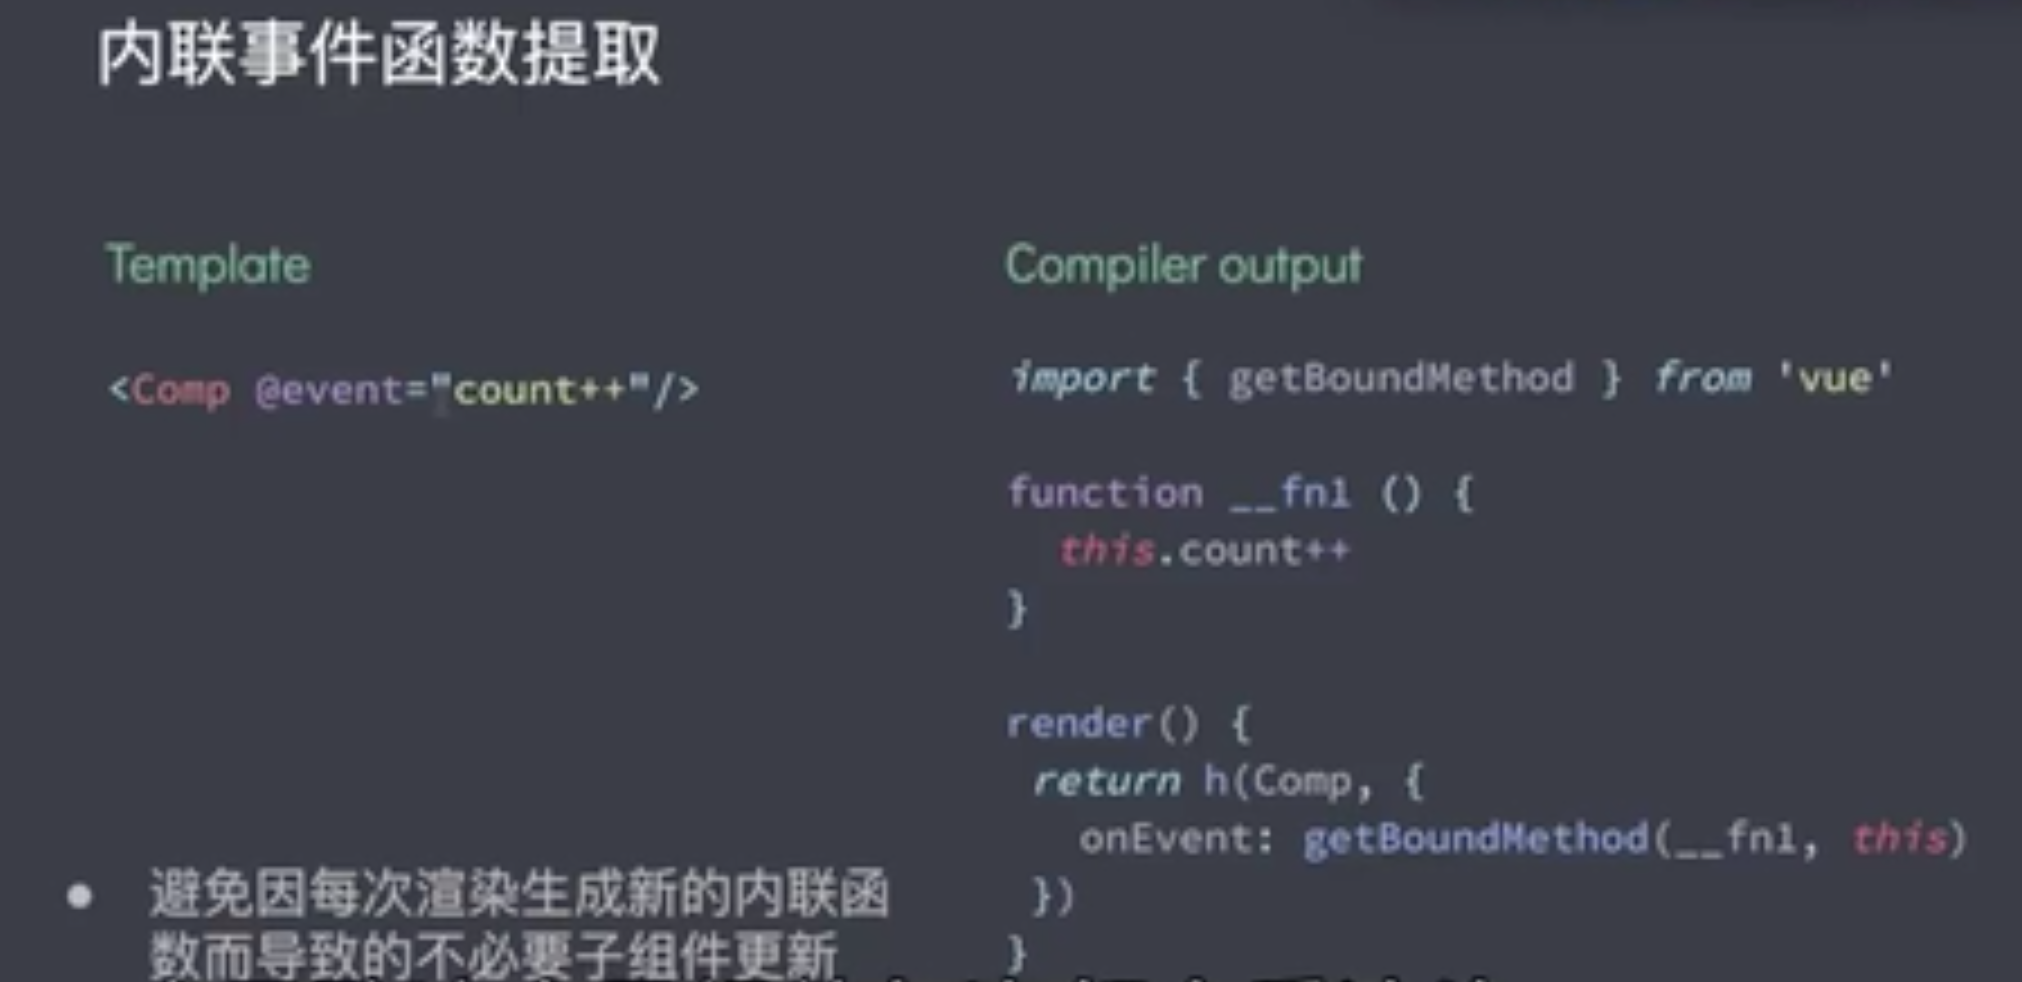 内联事件函数提取
Template
<Comp @event="count++"/>
避免因每次渲染生成新的内联函
数而导致的不必要子组件更新
Compiler output
import { getBoundMethod } from 'vue'
function __fn1 () {
this.count++
}
render() {
return h(Comp, {
onEvent: getBoundMethod(__fn1, this)
})
}